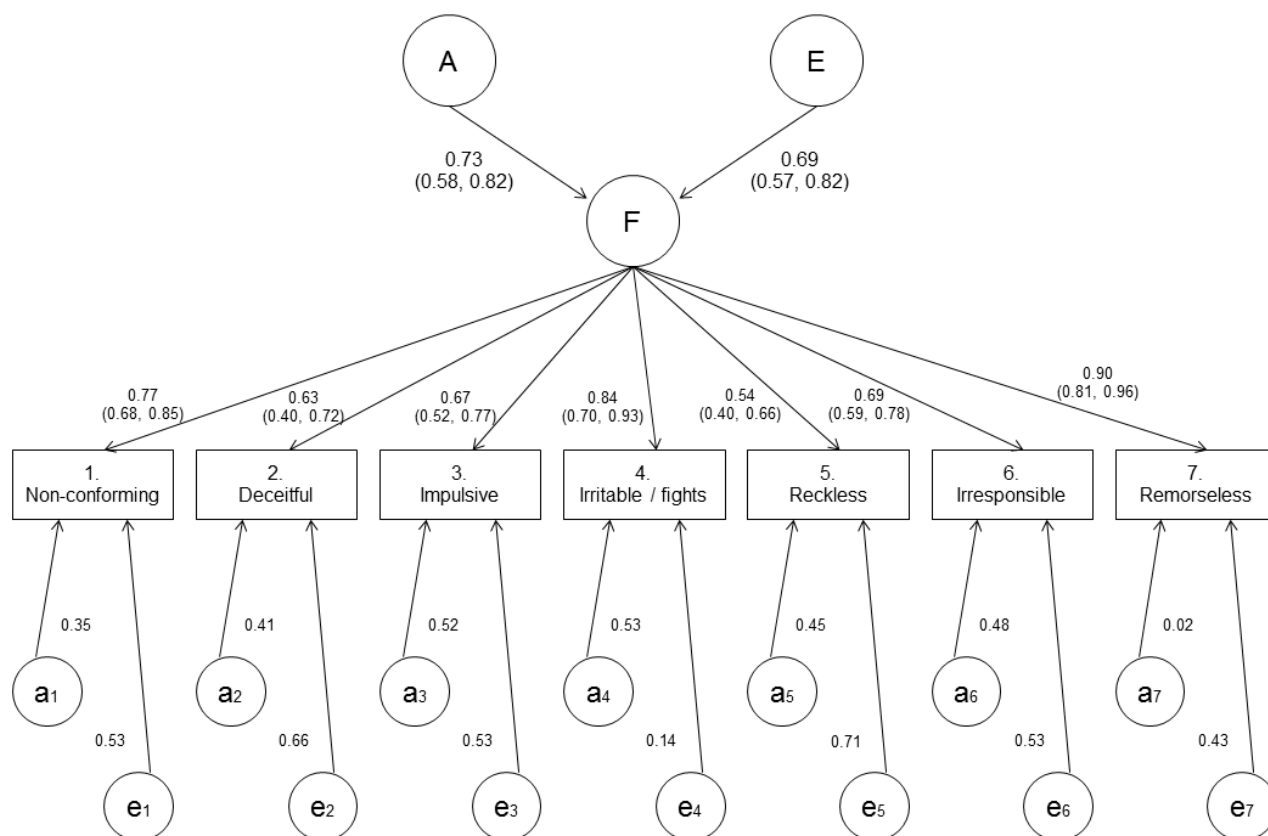 A
E
0.73
(0.58, 0.82)
0.69
(0.57, 0.82)
F
0.77
(0.68, 0.85)
0.63
(0.40, 0.72)
0.67
(0.52, 0.77)
0.84
(0.70, 0.93)
0.54
(0.40, 0.66)
0.69
(0.59, 0.78)
0.90
(0.81, 0.96)
1.
Non-conforming
2.
Deceitful
3.
Impulsive
4.
Irritable / fights
5.
Reckless
6.
Irresponsible
7.
Remorseless
0.35
0.41
0.52
0.53
0.45
0.48
0.02
a1
a2
a3
a4
a5
a6
a7
0.53
0.66
0.53
0.14
0.71
0.53
0.43
e1
e2
e3
e4
e5
e6
e7